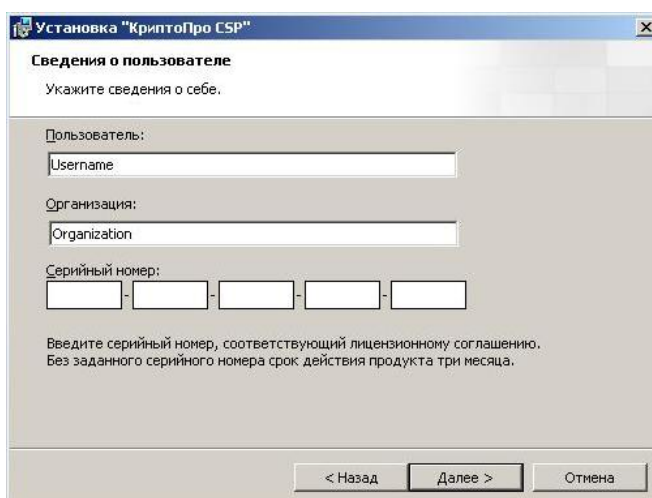 Установка "КриптоПро CSP"
Сведения о пользователе
Укажите сведения о себе.
Пользователь:
Username
Организация:
Organization
Серийный номер:
- - - -
Введите серийный номер, соответствующий лицензионному соглашению.
Без заданного серийного номера срок действия продукта три месяца.
< Назад Далее > Отмена